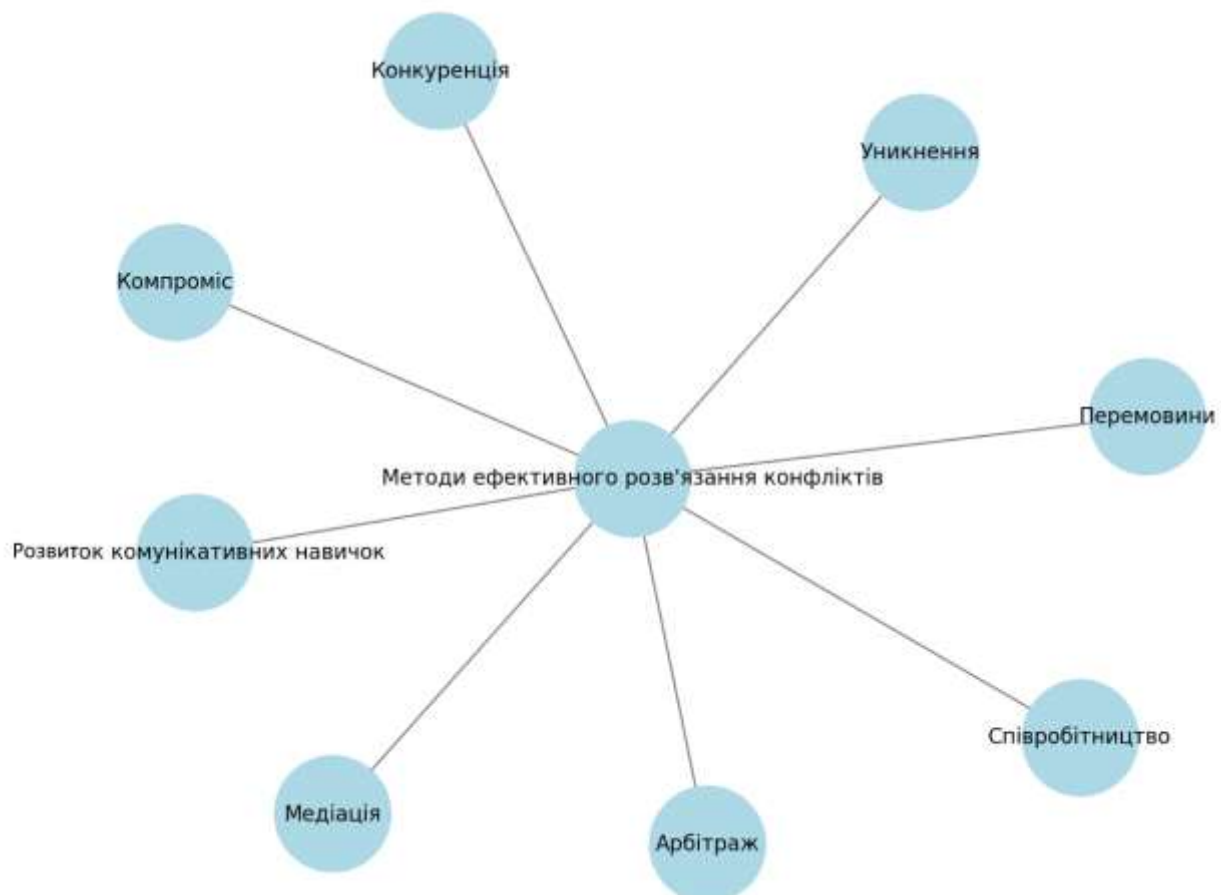 Конкуренція
Уникнення
Компроміс
Перемовини
Методи ефективного розв'язання конфліктів
Розвиток комунікативних навичок
Співробітництво
Медіація
Арбітраж